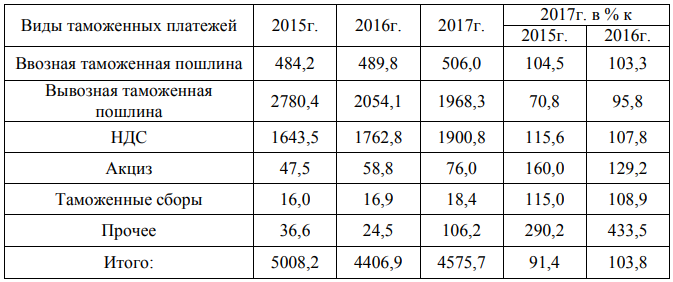 Виды таможенных платежей 2015г. 2016г. 2017г. 2017г. в % к
2015г. 2016г.
Ввозная таможенная пошлина 484,2 489,8 506,0 104,5 103,3
Вывозная таможенная
пошлина 2780,4 2054,1 1968,3 70,8 95,8
НДС 1643,5 1762,8 1900,8 115,6 107,8
Акциз 47,5 58,8 76,0 160,0 129,2
Таможенные сборы 16,0 16,9 18,4 115,0 108,9
Прочее 36,6 24,5 106,2 290,2 433,5
Итого: 5008,2 4406,9 4575,7 91,4 103,8